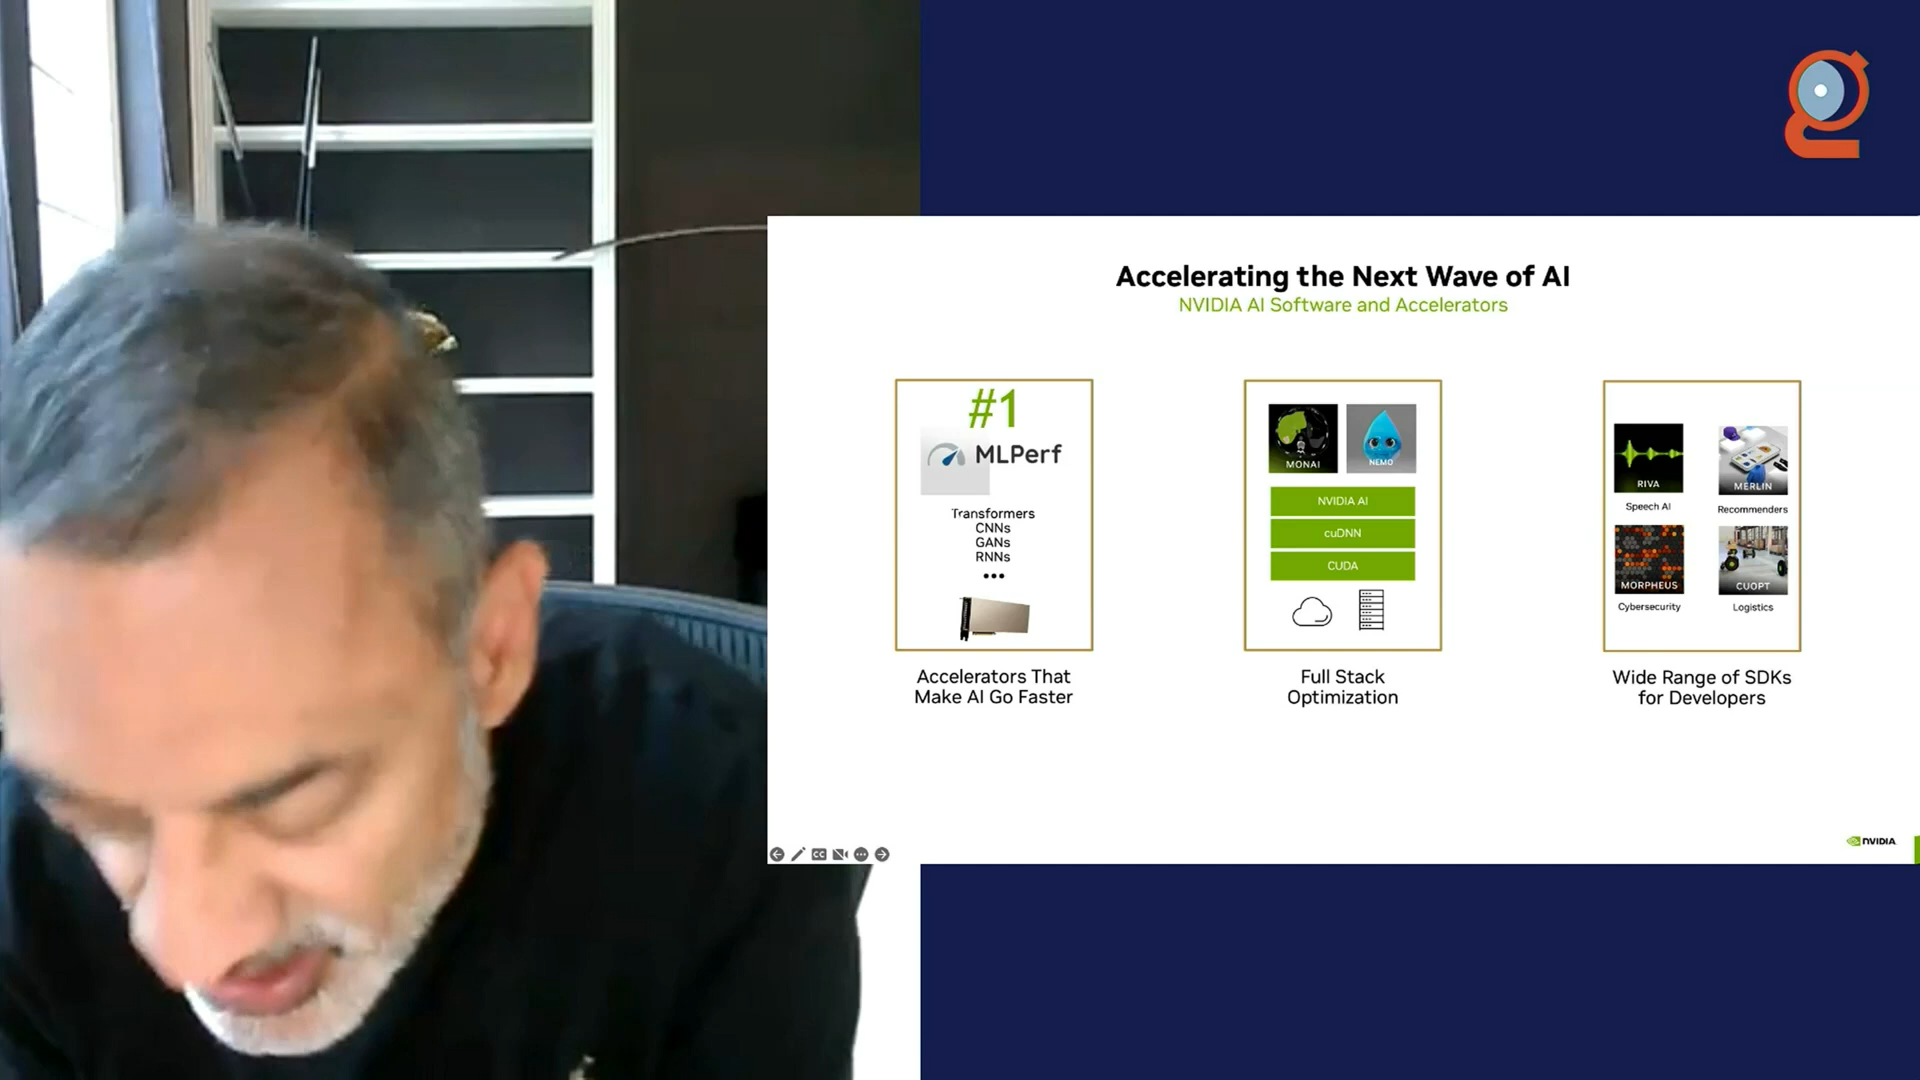 Accelerating the Next Wave of AI
NVIDIA AI Software and Accelerators
#1
MLPerf
Transformers
CNNs
GANs
RNNs
•••
Accelerators That
Make AI Go Faster
MONAI
NEMO
NVIDIA AI
cuDNN
CUDA
Full Stack
Optimization
RIVA
Speech AI
MERLIN
Recommenders
MORPHEUS
Cybersecurity
CUOPT
Logistics
Wide Range of SDKs
for Developers
CC
NVIDIA